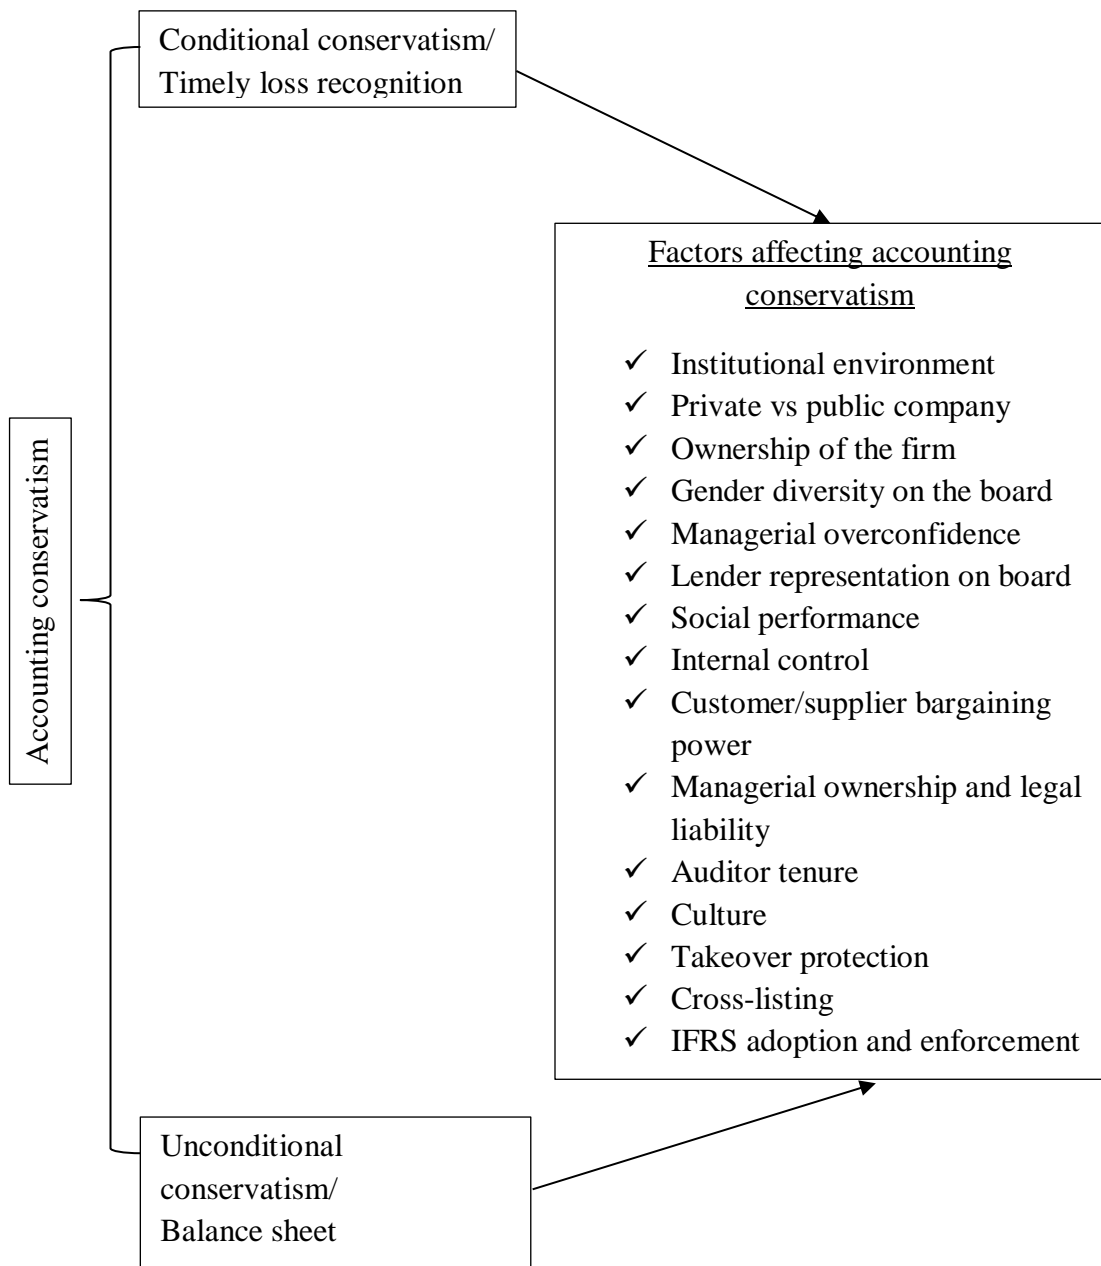 Conditional conservatism/
Timely loss recognition
Factors affecting accounting
conservatism
✓ Institutional environment
✓ Private vs public company
✓ Ownership of the firm
✓ Gender diversity on the board
✓ Managerial overconfidence
✓ Lender representation on board
✓ Social performance
✓ Internal control
✓ Customer/supplier bargaining
power
✓ Managerial ownership and legal
liability
✓ Auditor tenure
✓ Culture
✓ Takeover protection
✓ Cross-listing
✓ IFRS adoption and enforcement
Accounting conservatism
Unconditional
conservatism/
Balance sheet